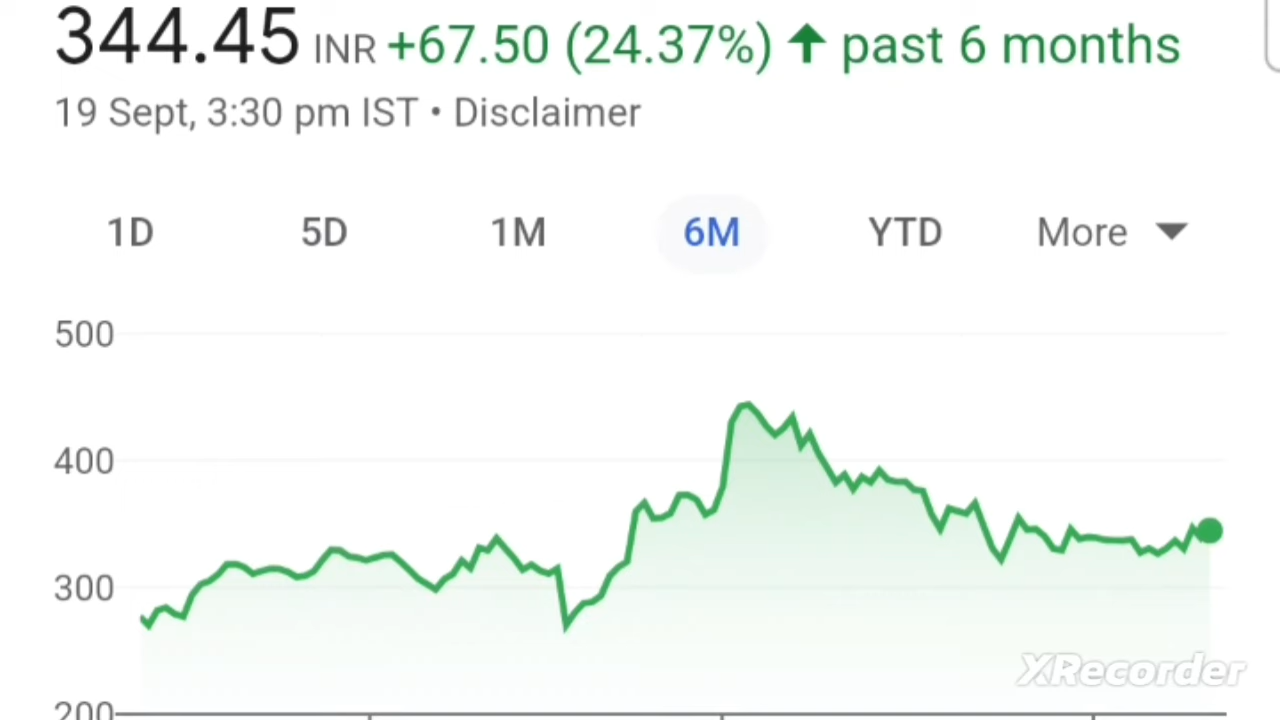 344.45 INR +67.50 (24.37%) ↑ past 6 months
19 Sept, 3:30 pm IST • Disclaimer
1D 5D 1M 6M YTD More
500
400
300
200
XRecorder